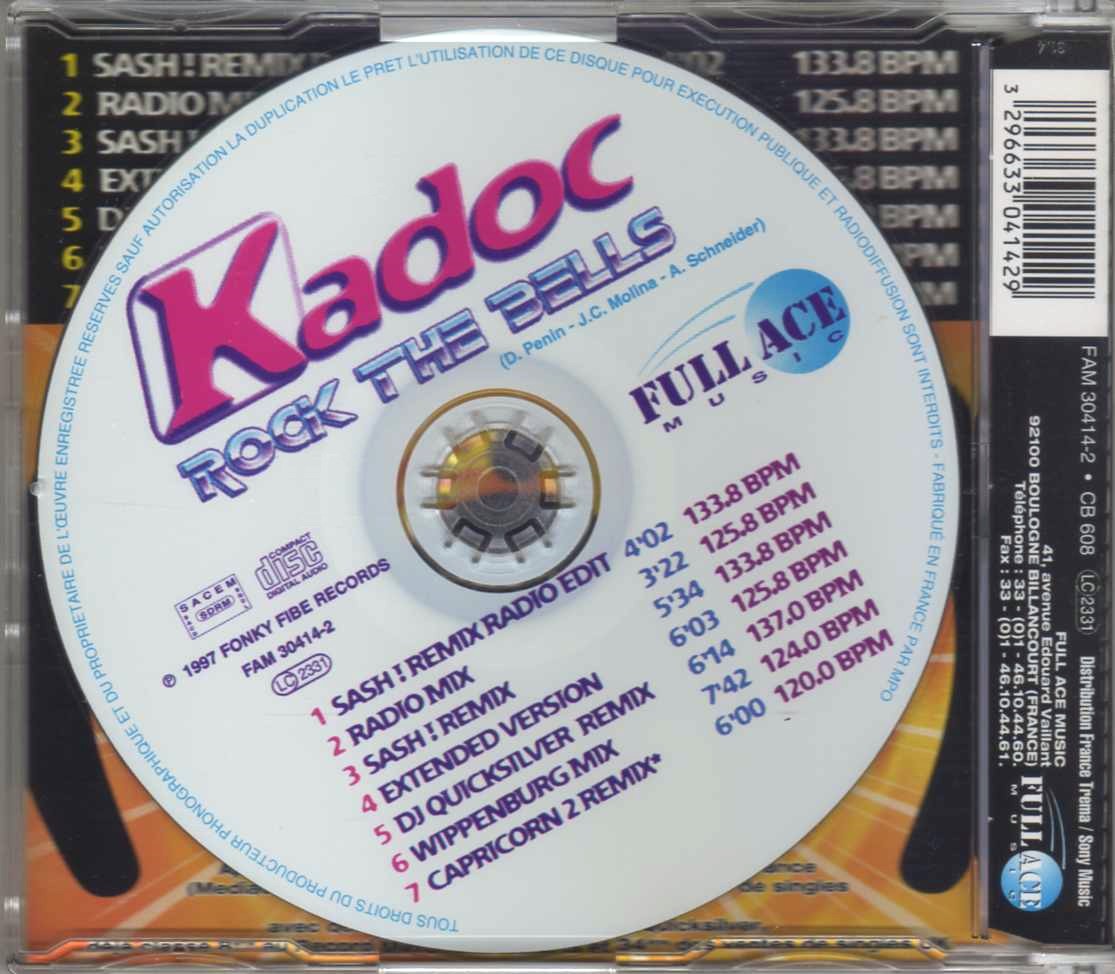 1 SASH! REMIX 133.8 BPM
2 RADIO M 125.8 BPM
3 SASH! 133.8 BPM
4 EXT .8 BPM
5 D BPM
6 BPM
7 BPM
TOUS DROITS DU PRODUCTEUR PHONOGRAPHIQUE ET DU PROPRIETAIRE DE L'ŒUVRE ENREGISTREE RESERVES SAUF AUTORISATION LA DUPLICATION LE PRET L'UTILISATION DE CE DISQUE POUR EXECUTION PUBLIQUE ET RADIODIFFUSION SONT INTERDITS - FABRIQUÉ EN FRANCE PAR MPO
Kadoc
ROCK THE BELLS
(D. Penin - J.C. Molina - A. Schneider)
FULL ACE
MUSIC
SACEM
SDRM
COMPACT
disc
DIGITAL AUDIO
℗ 1997 FONKY FIBE RECORDS
FAM 30414-2
LC 2331
1 SASH! REMIX RADIO EDIT 4'02 133.8 BPM
2 RADIO MIX 3'22 125.8 BPM
3 SASH! REMIX 5'34 133.8 BPM
4 EXTENDED VERSION 6'03 125.8 BPM
5 DJ QUICKSILVER REMIX 6'14 137.0 BPM
6 WIPPENBURG MIX 7'42 124.0 BPM
7 CAPRICORN 2 REMIX* 6'00 120.0 BPM
(Media
de singles
3 296633 041429
FAM 30414-2 • CB 608 LC 2331 Distribution France Trema / Sony Music
FULL ACE MUSIC
41, avenue Edouard Vaillant
92100 BOULOGNE BILLANCOURT (FRANCE)
Téléphone : 33 - (0)1 - 46.10.44.60.
Fax : 33 - (0)1 - 46.10.44.61.
FULL ACE
MUSIC